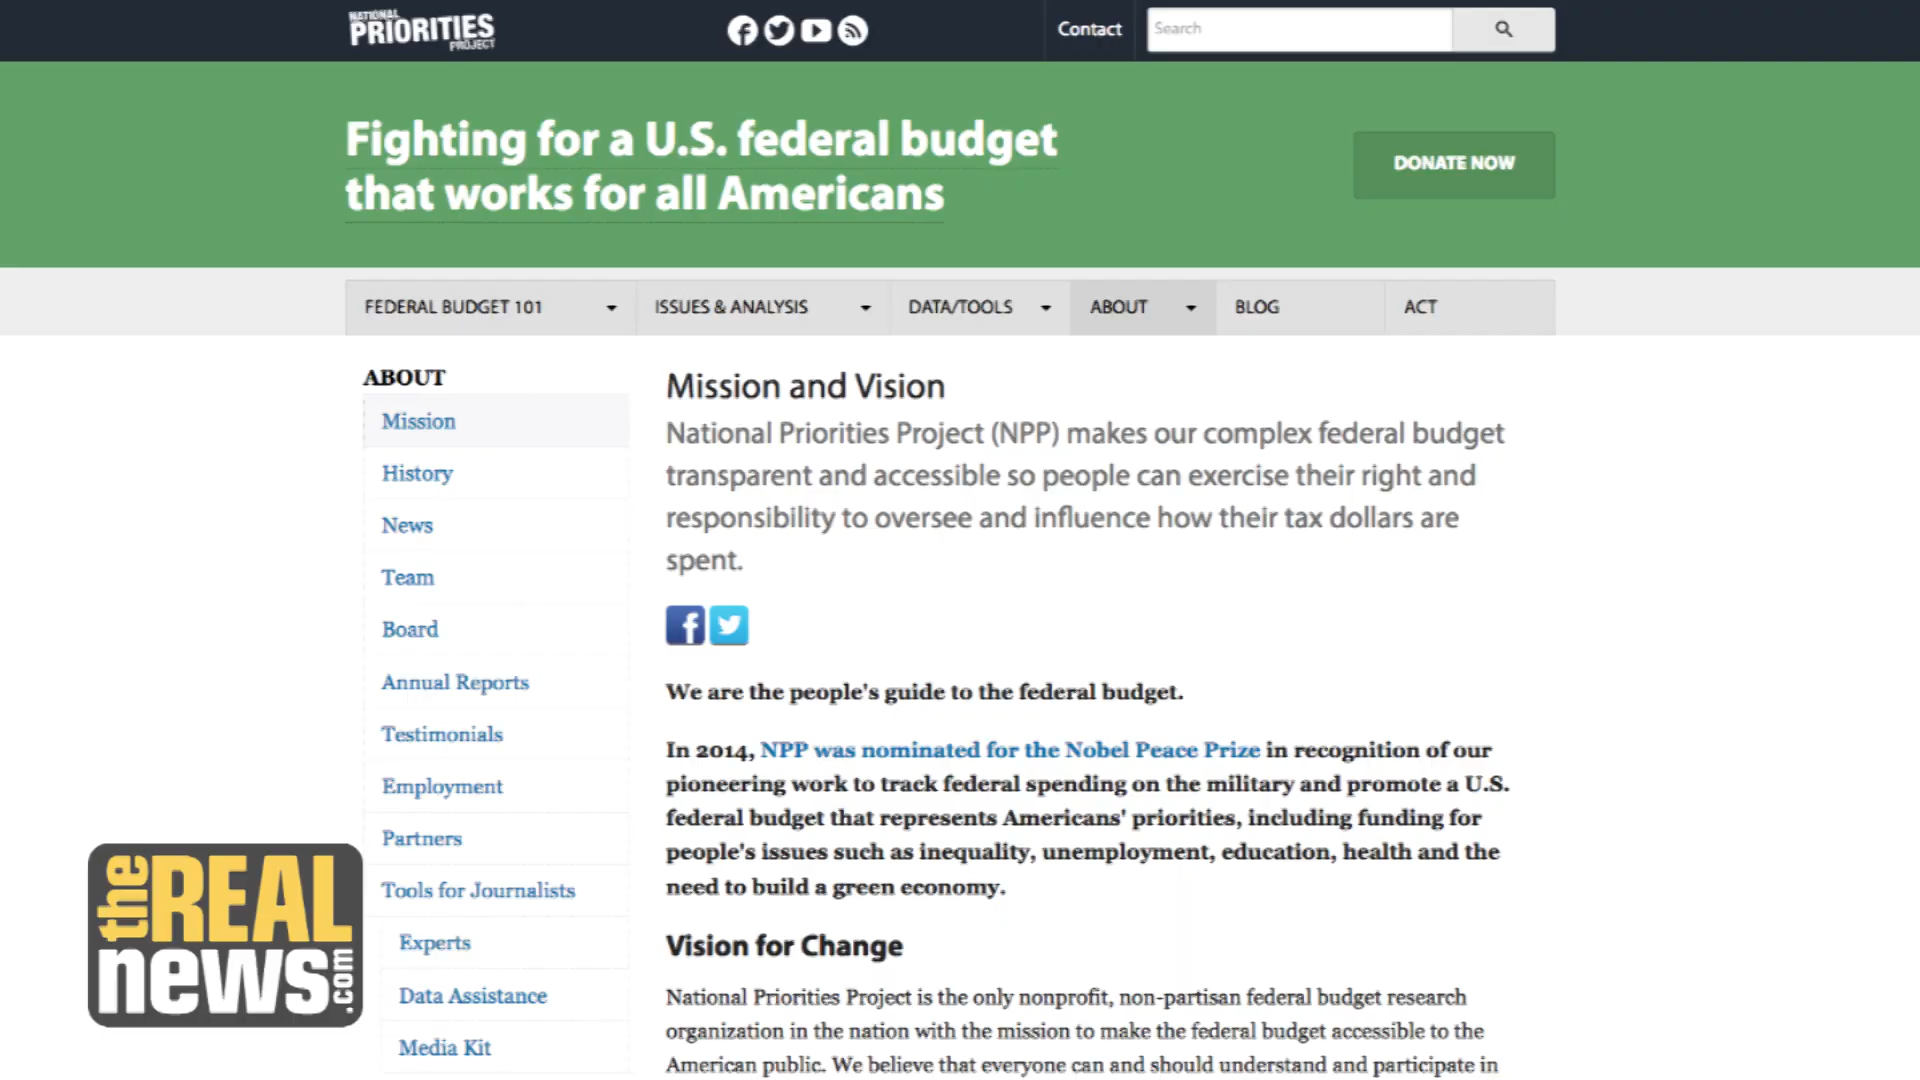 NATIONAL
PRIORITIES
PROJECT
Contact
Search
Fighting for a U.S. federal budget
that works for all Americans
DONATE NOW
FEDERAL BUDGET 101
ISSUES & ANALYSIS
DATA/TOOLS
ABOUT
BLOG
ACT
ABOUT
Mission
History
News
Team
Board
Annual Reports
Testimonials
Employment
Partners
Tools for Journalists
Experts
Data Assistance
Media Kit
Mission and Vision
National Priorities Project (NPP) makes our complex federal budget
transparent and accessible so people can exercise their right and
responsibility to oversee and influence how their tax dollars are
spent.
We are the people's guide to the federal budget.
In 2014, NPP was nominated for the Nobel Peace Prize in recognition of our
pioneering work to track federal spending on the military and promote a U.S.
federal budget that represents Americans' priorities, including funding for
people's issues such as inequality, unemployment, education, health and the
need to build a green economy.
Vision for Change
National Priorities Project is the only nonprofit, non-partisan federal budget research
organization in the nation with the mission to make the federal budget accessible to the
American public. We believe that everyone can and should understand and participate in
the REAL
news.com